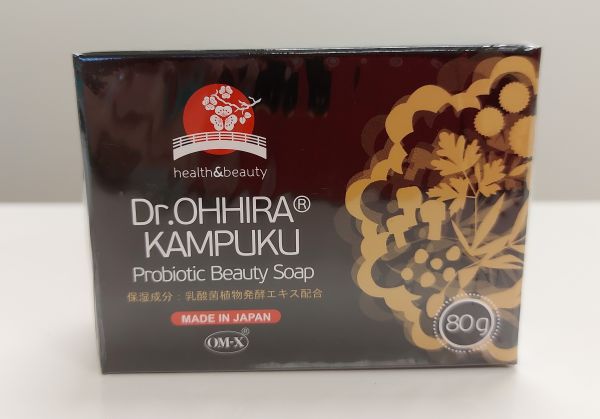 health&beauty
Dr.OHHIRA®
KAMPUKU
Probiotic Beauty Soap
保湿成分：乳酸菌植物発酵エキス配合
MADE IN JAPAN
OM-X®
80g